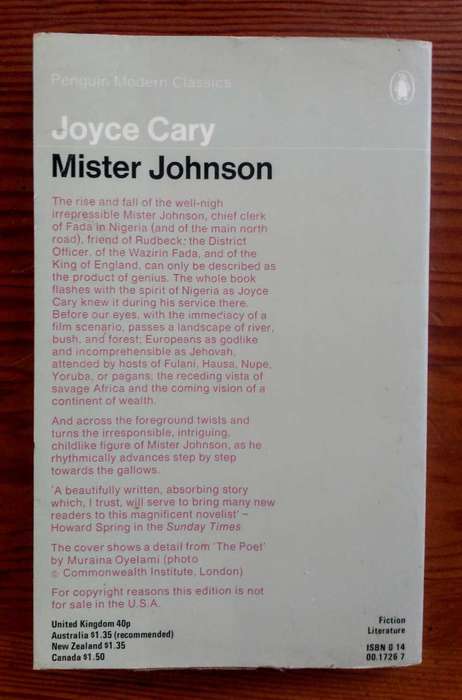 Penguin Modern Classics
Joyce Cary
Mister Johnson
The rise and fall of the well-nigh
irrepressible Mister Johnson, chief clerk
of Fada in Nigeria (and of the main north
road), friend of Rudbeck, the District
Officer, of the Wazirin Fada, and of the
King of England, can only be described as
the product of genius. The whole book
flashes with the spirit of Nigeria as Joyce
Cary knew it during his service there.
Before our eyes, with the immediacy of a
film scenario, passes a landscape of river,
bush, and forest; Europeans as godlike
and incomprehensible as Jehovah,
attended by hosts of Fulani, Hausa, Nupe,
Yoruba, or pagans; the receding vista of
savage Africa and the coming vision of a
continent of wealth.
And across the foreground twists and
turns the irresponsible, intriguing,
childlike figure of Mister Johnson, as he
rhythmically advances step by step
towards the gallows.
'A beautifully written, absorbing story
which, I trust, will serve to bring many new
readers to this magnificent novelist' –
Howard Spring in the Sunday Times
The cover shows a detail from 'The Poet'
by Muraina Oyelami (photo
© Commonwealth Institute, London)
For copyright reasons this edition is not
for sale in the U.S.A.
United Kingdom 40p
Australia $1.35 (recommended)
New Zealand $1.35
Canada $1.50
Fiction
Literature
ISBN 0 14
00.1726 7